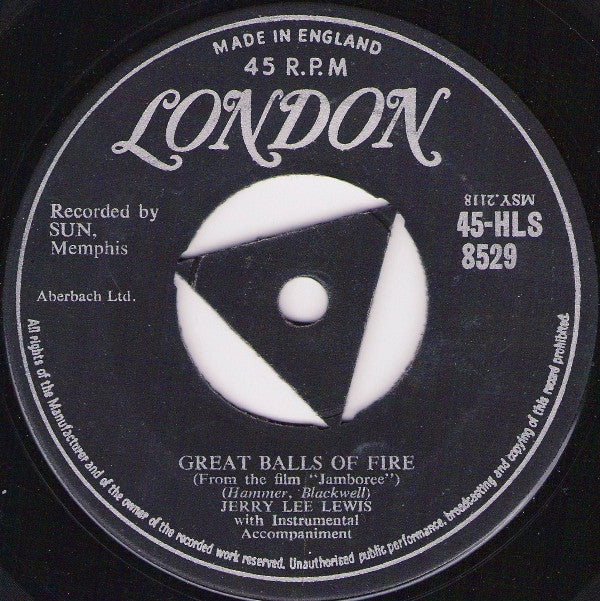 MADE IN ENGLAND
45 R.P.M
LONDON
Recorded by
SUN,
Memphis
MSY.2118
45-HLS
8529
Aberbach Ltd.
GREAT BALLS OF FIRE
(From the film "Jamboree")
(Hammer, Blackwell)
JERRY LEE LEWIS
with Instrumental
Accompaniment
All rights of the Manufacturer and of the owner of the recorded work reserved. Unauthorised public performance, broadcasting and copying of this record prohibited.